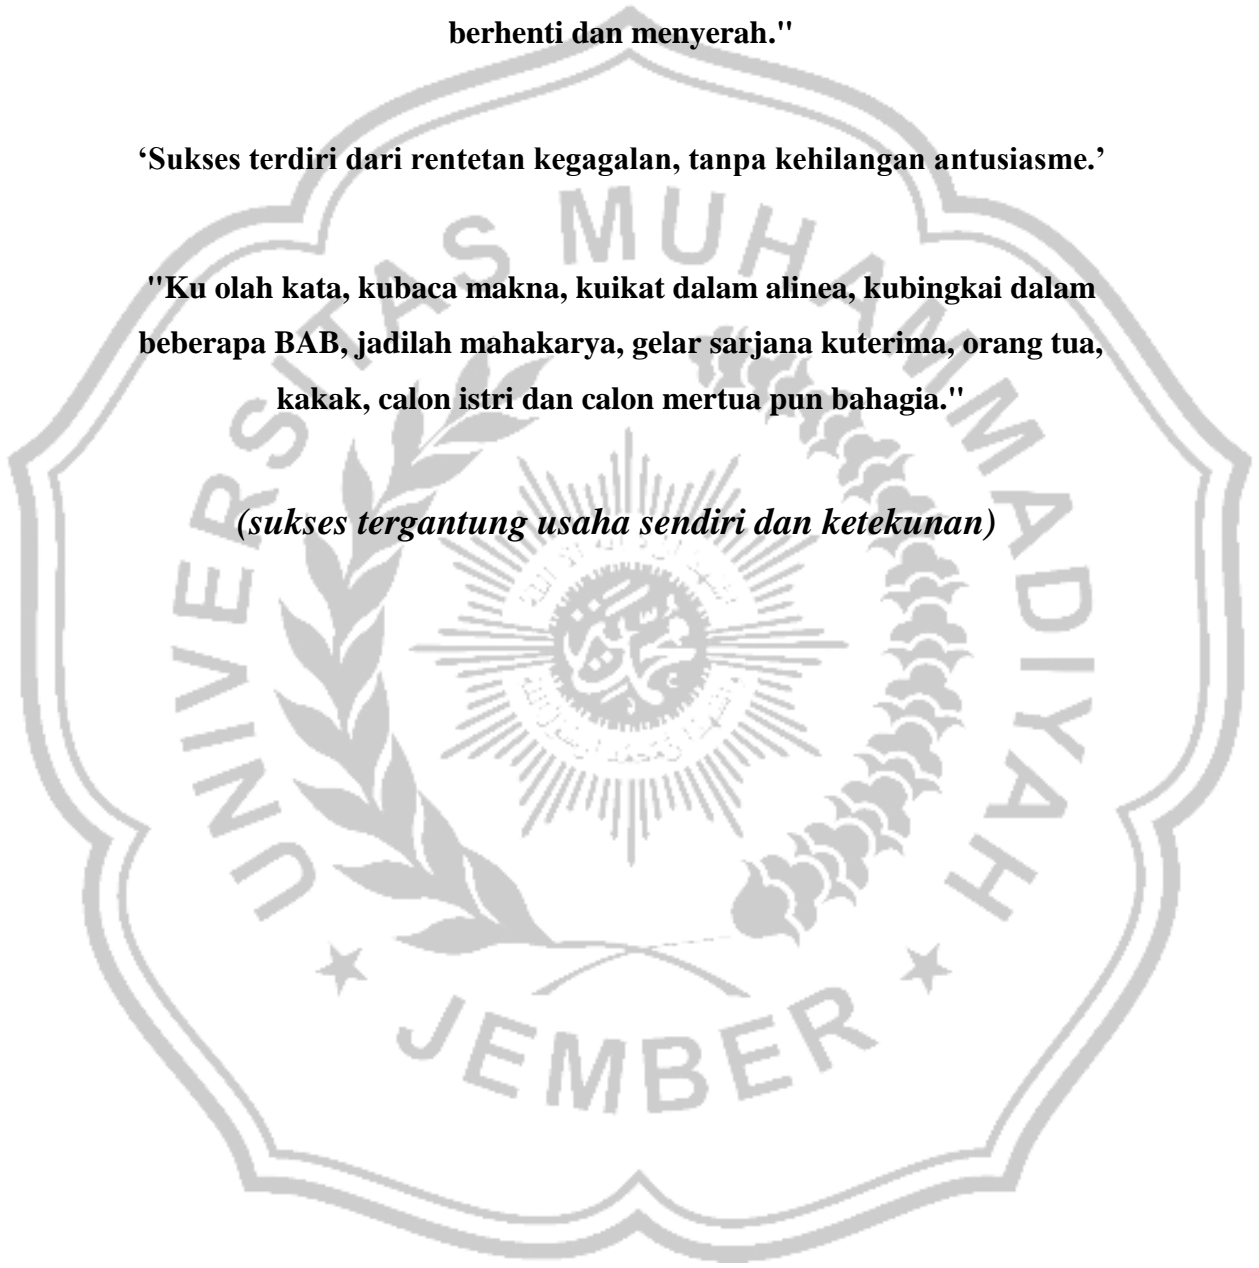 berhenti dan menyerah."
‘Sukses terdiri dari rentetan kegagalan, tanpa kehilangan antusiasme.’
"Ku olah kata, kubaca makna, kuikat dalam alinea, kubingkai dalam
beberapa BAB, jadilah mahakarya, gelar sarjana kuterima, orang tua,
kakak, calon istri dan calon mertua pun bahagia."
(sukses tergantung usaha sendiri dan ketekunan)
UNIVERSITAS MUHAMMADIYAH
JEMBER